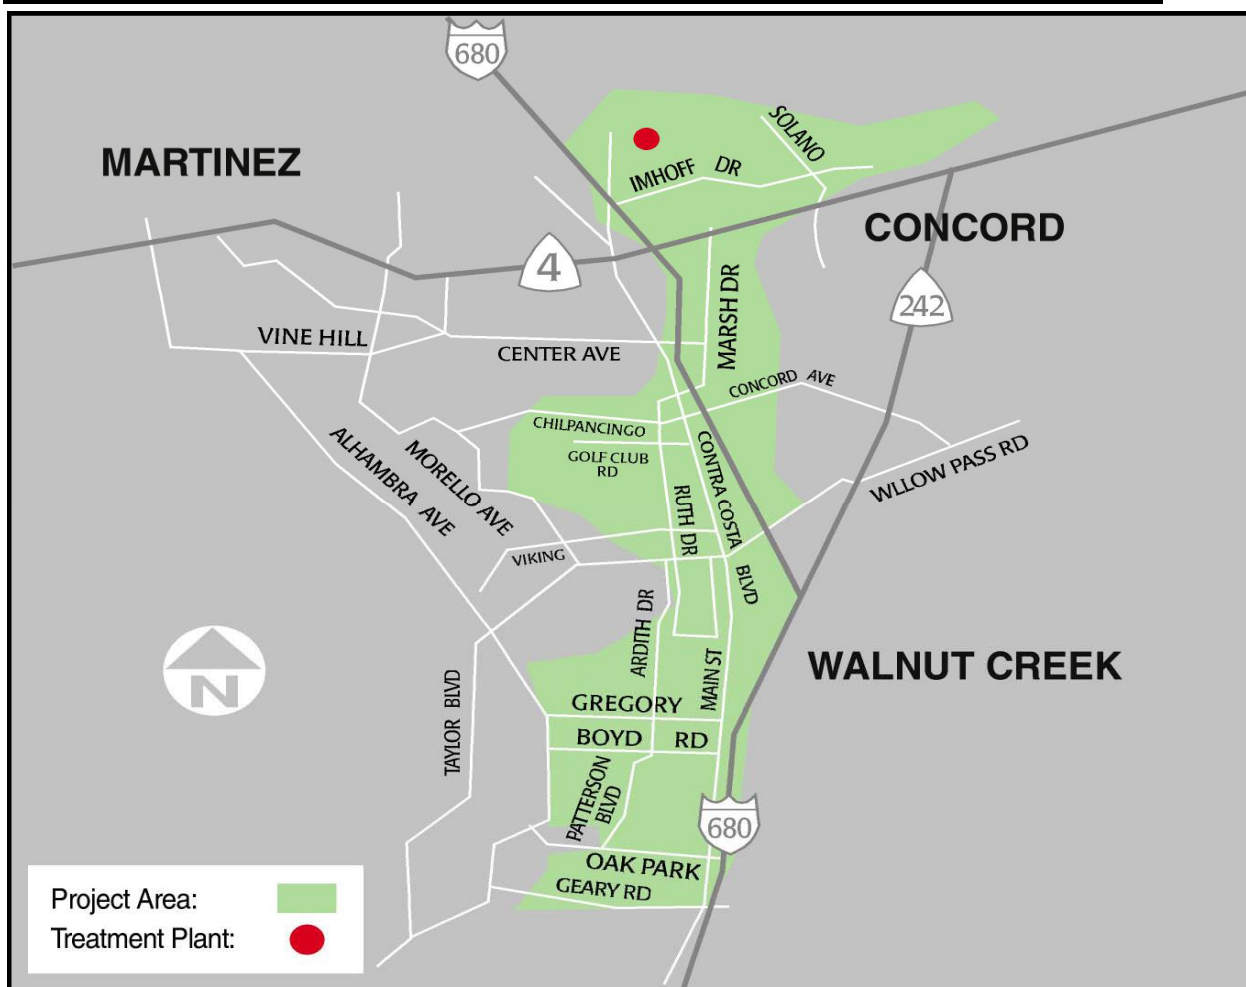 680
SOLANO
MARTINEZ
IMHOFF DR
CONCORD
4
MARSH DR
242
VINE HILL
CENTER AVE
CONCORD AVE
CHILPANCINGO
GOLF CLUB
RD
ALHAMBRA AVE
MORELLO AVE
CONTRA COSTA
BLVD
WLLOW PASS RD
RUTH DR
VIKING
ARDITH DR
MAIN ST
WALNUT CREEK
N
TAYLOR BLVD
GREGORY
BOYD RD
PATTERSON
BLVD
680
OAK PARK
GEARY RD
Project Area:
Treatment Plant: